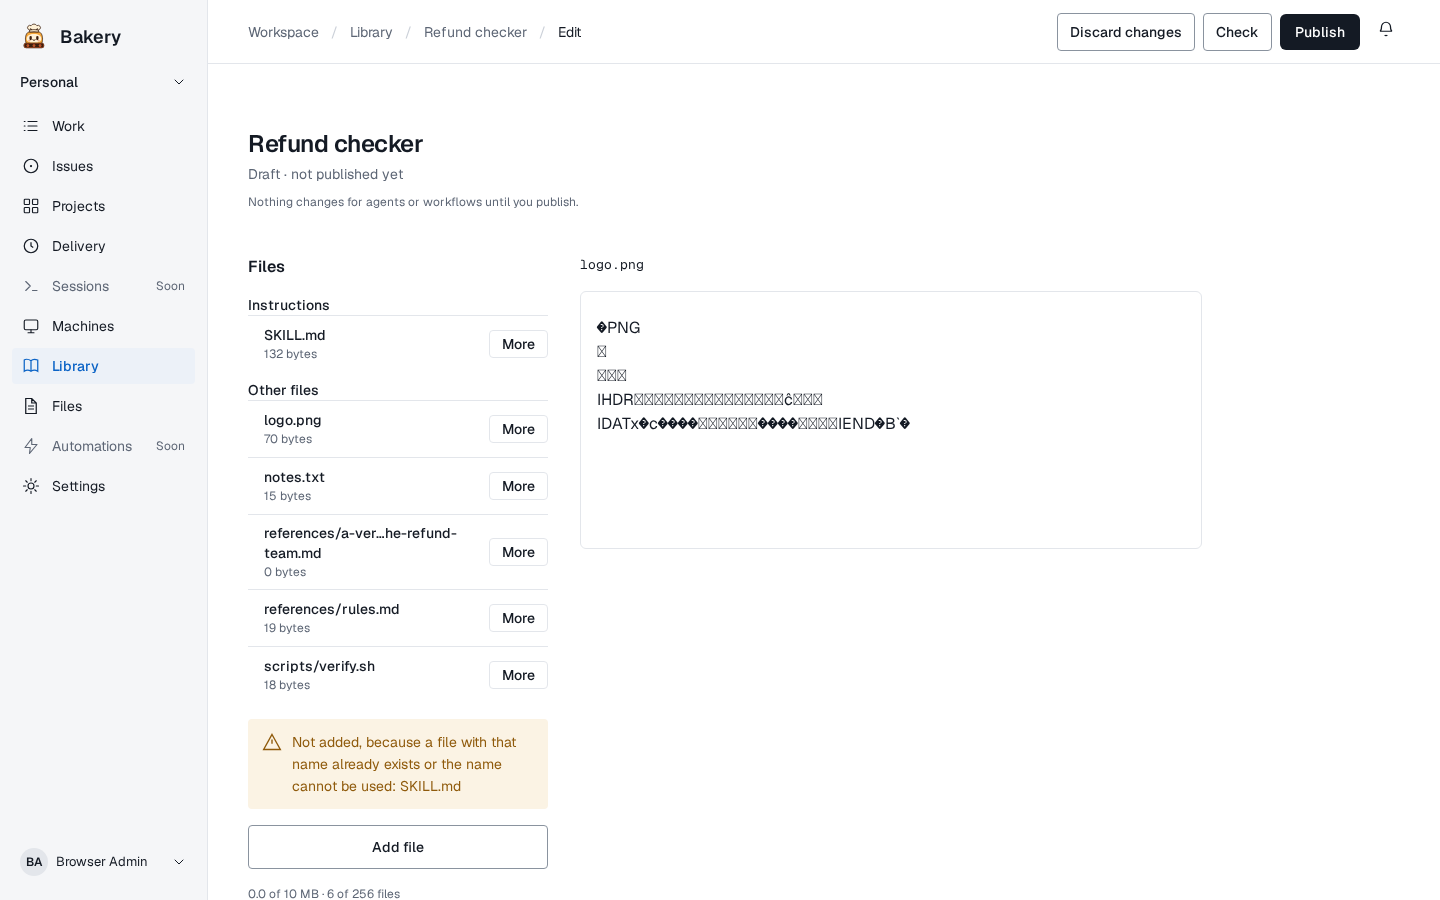 Bakery
Personal
Work
Issues
Projects
Delivery
Sessions Soon
Machines
Library
Files
Automations Soon
Settings
BA Browser Admin
Workspace / Library / Refund checker / Edit
Discard changes
Check
Publish
Refund checker
Draft · not published yet
Nothing changes for agents or workflows until you publish.
Files
Instructions
SKILL.md
132 bytes
More
Other files
logo.png
70 bytes
More
notes.txt
15 bytes
More
references/a-ver...he-refund-
team.md
0 bytes
More
references/rules.md
19 bytes
More
scripts/verify.sh
18 bytes
More
Not added, because a file with that
name already exists or the name
cannot be used: SKILL.md
Add file
0.0 of 10 MB · 6 of 256 files
logo.png
�PNG
IHDR
IDATx�c����
IEND�B`�